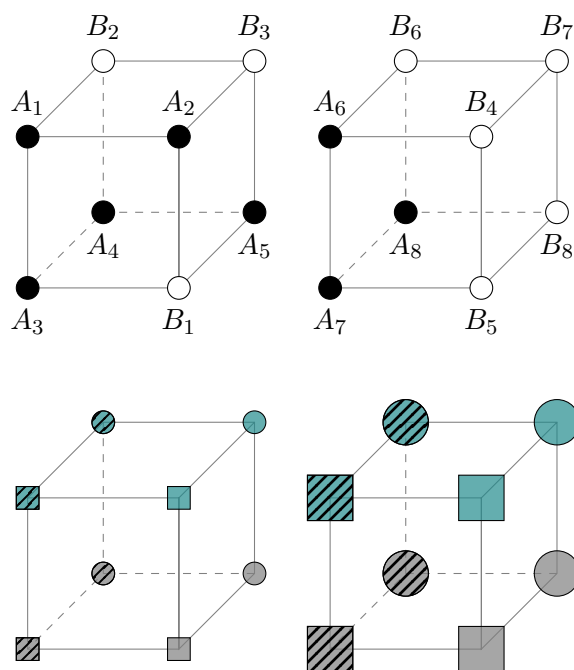 B₂ B₃ B₆ B₇
A₁ A₂ A₆ B₄
A₄ A₅ A₈ B₈
A₃ B₁ A₇ B₅